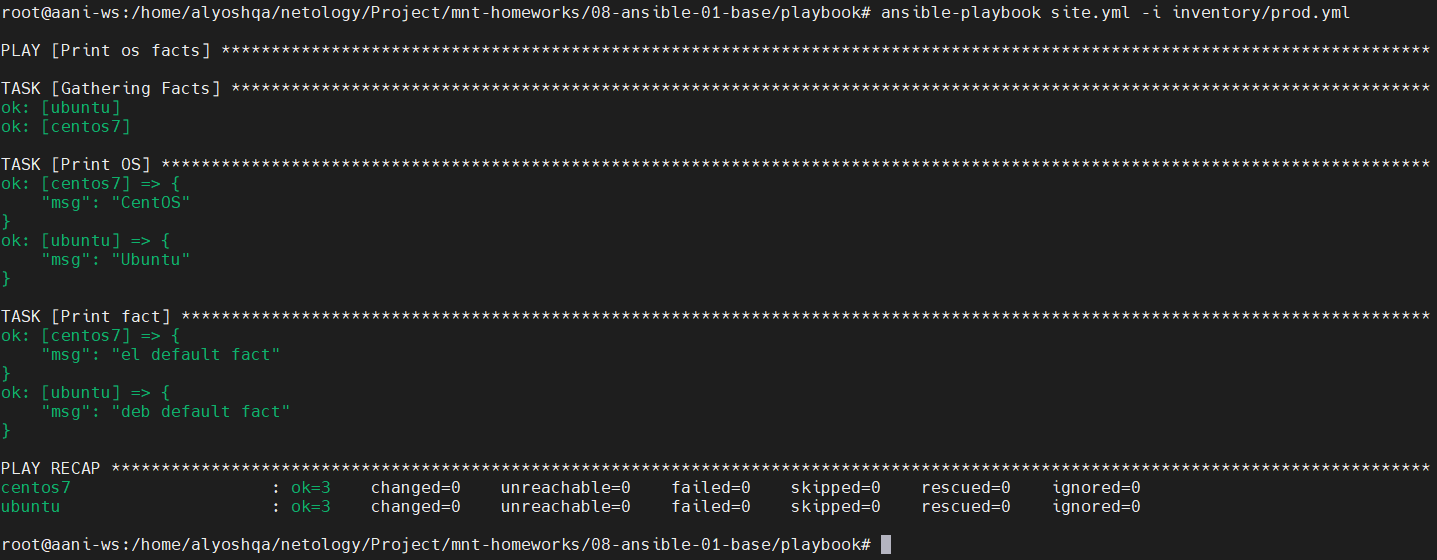 root@aani-ws:/home/alyoshqa/netology/Project/mnt-homeworks/08-ansible-01-base/playbook# ansible-playbook site.yml -i inventory/prod.yml
PLAY [Print os facts] *************************************************************************************************************************
TASK [Gathering Facts] ************************************************************************************************************************
ok: [ubuntu]
ok: [centos7]
TASK [Print OS] *******************************************************************************************************************************
ok: [centos7] => {
    "msg": "CentOS"
}
ok: [ubuntu] => {
    "msg": "Ubuntu"
}
TASK [Print fact] *****************************************************************************************************************************
ok: [centos7] => {
    "msg": "el default fact"
}
ok: [ubuntu] => {
    "msg": "deb default fact"
}
PLAY RECAP ************************************************************************************************************************************
centos7                    : ok=3    changed=0    unreachable=0    failed=0    skipped=0    rescued=0    ignored=0
ubuntu                     : ok=3    changed=0    unreachable=0    failed=0    skipped=0    rescued=0    ignored=0
root@aani-ws:/home/alyoshqa/netology/Project/mnt-homeworks/08-ansible-01-base/playbook#